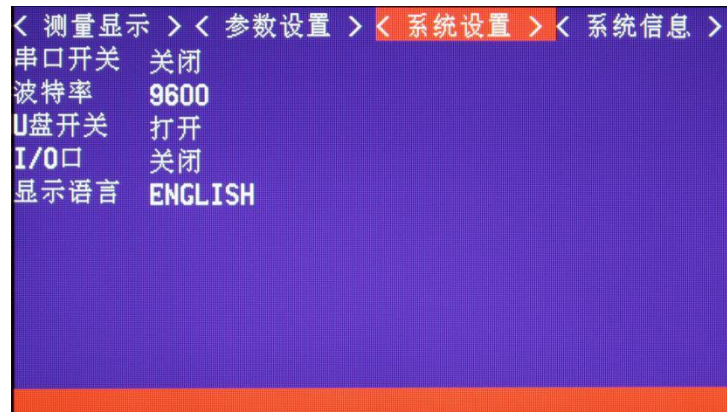 < 测量显示 >< 参数设置 >< 系统设置 >< 系统信息 >
串口开关 关闭
波特率 9600
U盘开关 打开
I/O口 关闭
显示语言 ENGLISH